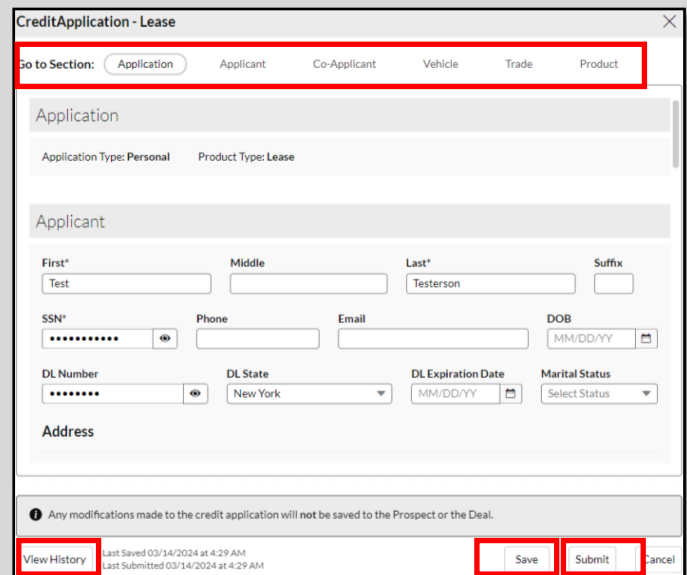 CreditApplication - Lease
Go to Section: Application Applicant Co-Applicant Vehicle Trade Product
Application
Application Type: Personal Product Type: Lease
Applicant
First* Middle Last* Suffix
Test Testerson
SSN* Phone Email DOB
••••••••••• MM/DD/YY
DL Number DL State DL Expiration Date Marital Status
•••••••• New York MM/DD/YY Select Status
Address
Any modifications made to the credit application will not be saved to the Prospect or the Deal.
View History Last Saved 03/14/2024 at 4:29 AM Save Submit Cancel
Last Submitted 03/14/2024 at 4:29 AM